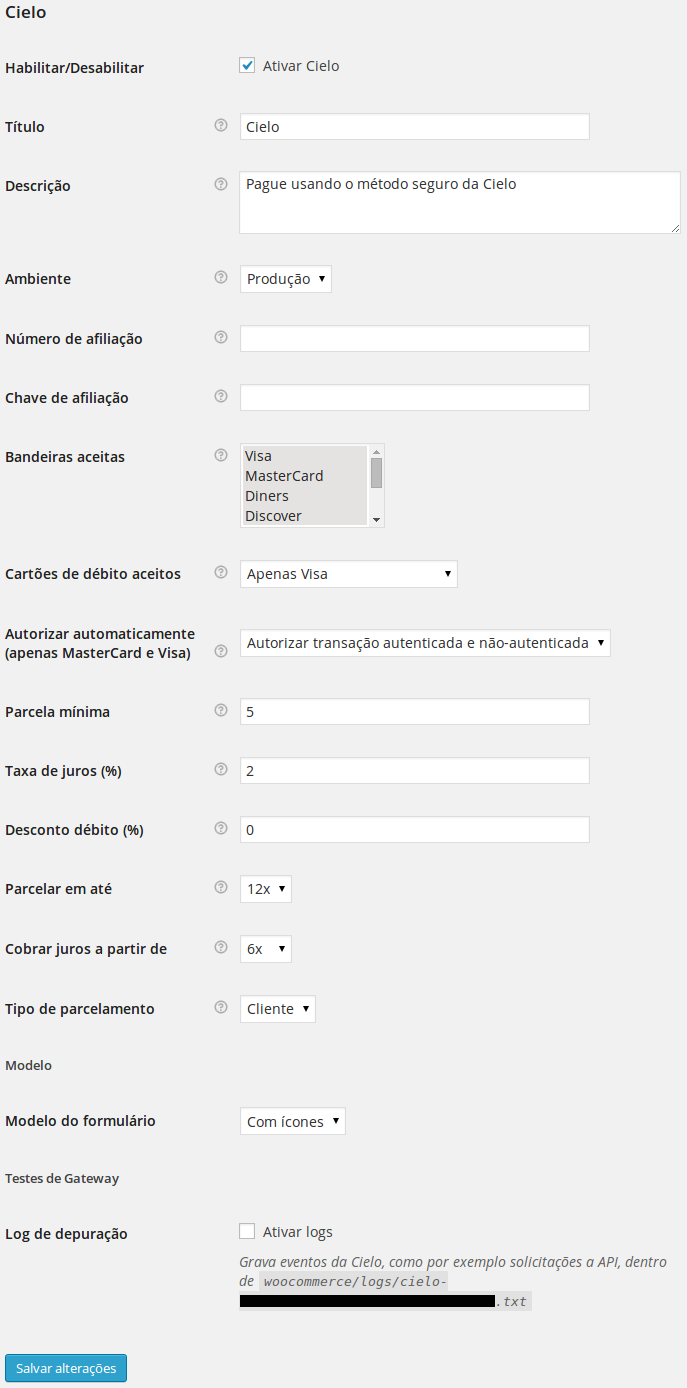 Cielo
Habilitar/Desabilitar
Ativar Cielo
Título
Cielo
Descrição
Pague usando o método seguro da Cielo
Ambiente
Produção
Número de afiliação
Chave de afiliação
Bandeiras aceitas
Visa
MasterCard
Diners
Discover
Cartões de débito aceitos
Apenas Visa
Autorizar automaticamente
(apenas MasterCard e Visa)
Autorizar transação autenticada e não-autenticada
Parcela mínima
5
Taxa de juros (%)
2
Desconto débito (%)
0
Parcelar em até
12x
Cobrar juros a partir de
6x
Tipo de parcelamento
Cliente
Modelo
Modelo do formulário
Com ícones
Testes de Gateway
Log de depuração
Ativar logs
Grava eventos da Cielo, como por exemplo solicitações a API, dentro
de woocommerce/logs/cielo-
.txt
Salvar alterações